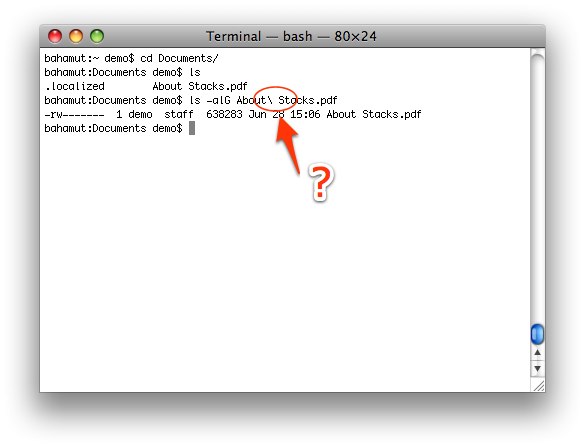 Terminal — bash — 80×24
bahamut:~ demo$ cd Documents/
bahamut:Documents demo$ ls
.localized       About Stacks.pdf
bahamut:Documents demo$ ls -alG About\ Stacks.pdf
-rw-------  1 demo  staff  638283 Jun 28 15:06 About Stacks.pdf
bahamut:Documents demo$
?